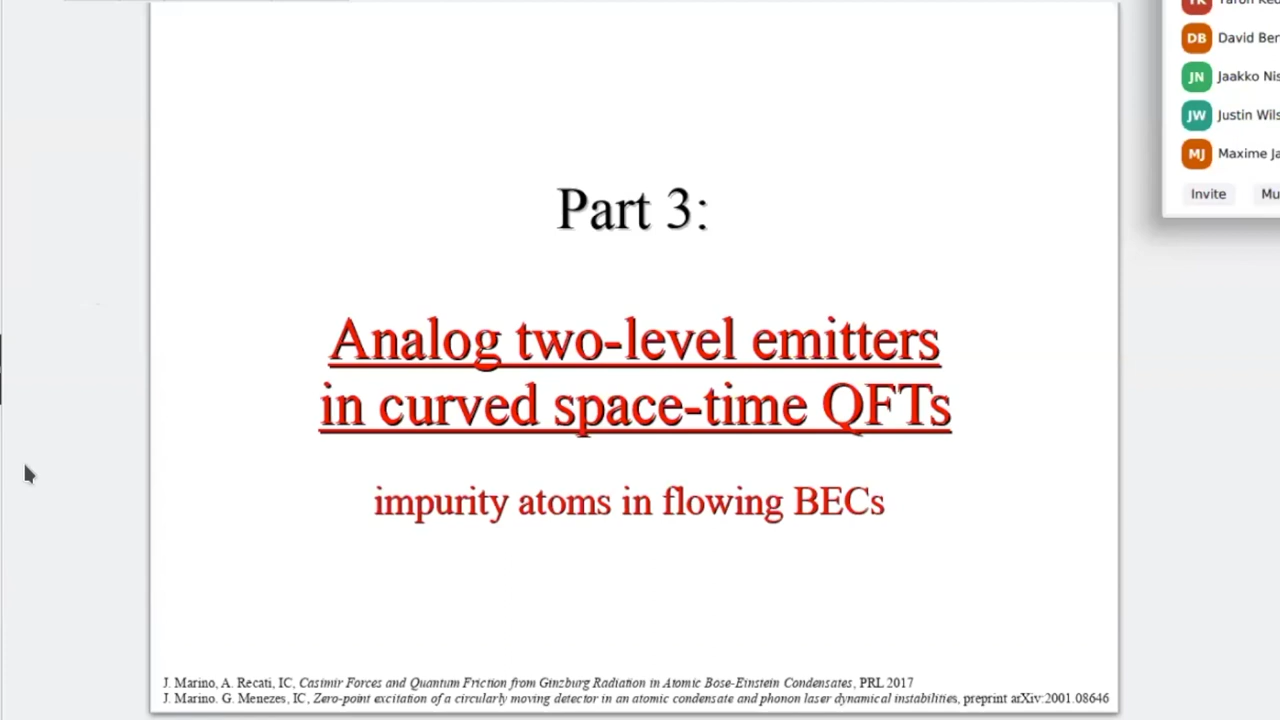 Part 3:
Analog two-level emitters
in curved space-time QFTs
impurity atoms in flowing BECs
J. Marino, A. Recati, IC, Casimir Forces and Quantum Friction from Ginzburg Radiation in Atomic Bose-Einstein Condensates, PRL 2017
J. Marino. G. Menezes, IC, Zero-point excitation of a circularly moving detector in an atomic condensate and phonon laser dynamical instabilities, preprint arXiv:2001.08646
DB David Ber
JN Jaakko Nis
JW Justin Wils
MJ Maxime Ja
Invite Mu